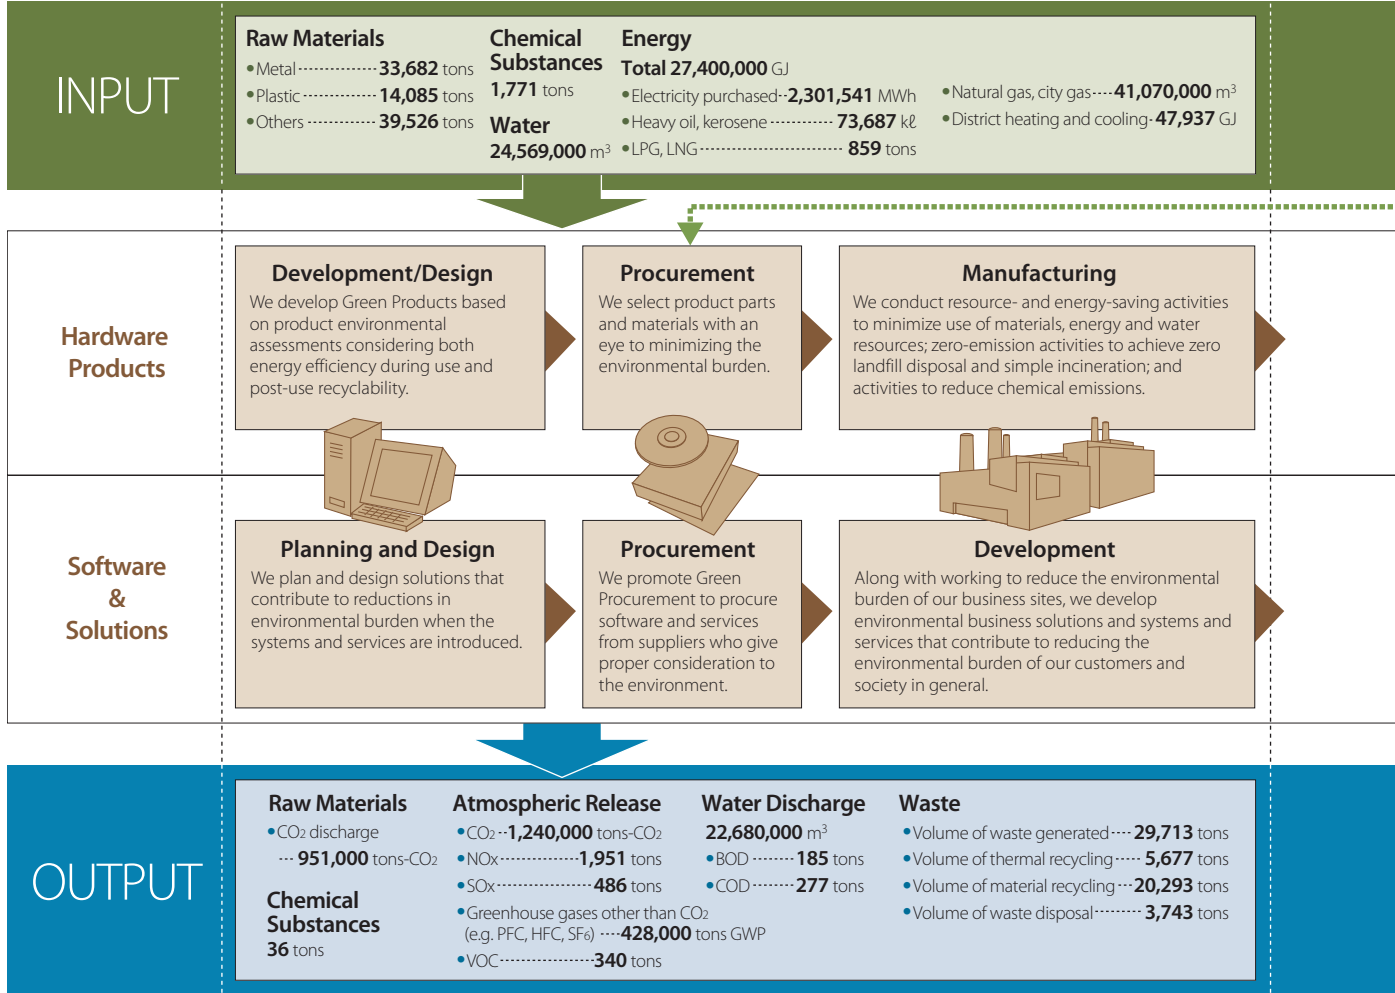 INPUT
Raw Materials
•Metal 33,682 tons
•Plastic 14,085 tons
•Others 39,526 tons
Chemical
Substances
1,771 tons
Water
24,569,000 m³
Energy
Total 27,400,000 GJ
•Electricity purchased 2,301,541 MWh
•Heavy oil, kerosene 73,687 kℓ
•LPG, LNG 859 tons
•Natural gas, city gas 41,070,000 m³
•District heating and cooling 47,937 GJ
Hardware
Products
Development/Design
We develop Green Products based
on product environmental
assessments considering both
energy efficiency during use and
post-use recyclability.
Procurement
We select product parts
and materials with an
eye to minimizing the
environmental burden.
Manufacturing
We conduct resource- and energy-saving activities
to minimize use of materials, energy and water
resources; zero-emission activities to achieve zero
landfill disposal and simple incineration; and
activities to reduce chemical emissions.
Software
&
Solutions
Planning and Design
We plan and design solutions that
contribute to reductions in
environmental burden when the
systems and services are introduced.
Procurement
We promote Green
Procurement to procure
software and services
from suppliers who give
proper consideration to
the environment.
Development
Along with working to reduce the environmental
burden of our business sites, we develop
environmental business solutions and systems and
services that contribute to reducing the
environmental burden of our customers and
society in general.
OUTPUT
Raw Materials
•CO₂ discharge
951,000 tons-CO₂
Chemical
Substances
36 tons
Atmospheric Release
•CO₂ 1,240,000 tons-CO₂
•NOx 1,951 tons
•SOx 486 tons
•Greenhouse gases other than CO₂
(e.g. PFC, HFC, SF₆) 428,000 tons GWP
•VOC 340 tons
Water Discharge
22,680,000 m³
•BOD 185 tons
•COD 277 tons
Waste
•Volume of waste generated 29,713 tons
•Volume of thermal recycling 5,677 tons
•Volume of material recycling 20,293 tons
•Volume of waste disposal 3,743 tons